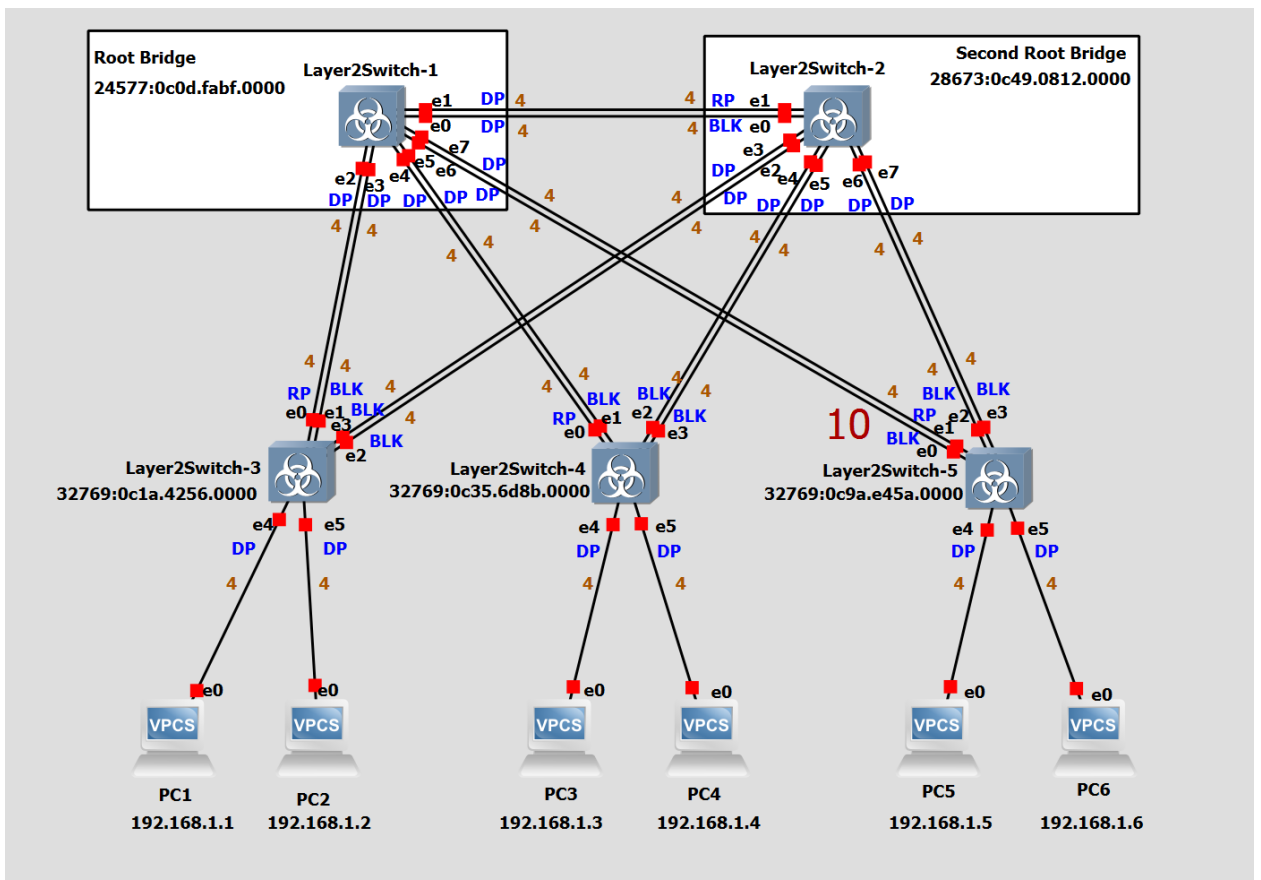 Root Bridge
24577:0c0d.fabf.0000
Layer2Switch-1
Second Root Bridge
28673:0c49.0812.0000
Layer2Switch-2
e1 DP 4
4 RP e1
e0 DP 4
4 BLK e0
e7
e5 e6 DP
e2 e3 e4
DP DP DP DP DP
4 4 4 4 4 4
e3
DP e2 e4 e5 e6 e7
DP DP DP DP DP
4 4 4 4 4 4
4 4
RP BLK 4
e0 e1 BLK
e3 4
BLK
e2
4 4
BLK BLK 4 4
RP e1 e2
e0 BLK
e3
10
4 4 4 4
BLK BLK
RP e2 e3
BLK e1
e0
Layer2Switch-3
32769:0c1a.4256.0000
Layer2Switch-4
32769:0c35.6d8b.0000
Layer2Switch-5
32769:0c9a.e45a.0000
e4 e5 e4 e5 e4 e5
DP DP DP DP DP DP
4 4 4 4 4 4
e0 e0 e0 e0 e0 e0
VPCS VPCS VPCS VPCS VPCS VPCS
PC1 PC2 PC3 PC4 PC5 PC6
192.168.1.1 192.168.1.2 192.168.1.3 192.168.1.4 192.168.1.5 192.168.1.6